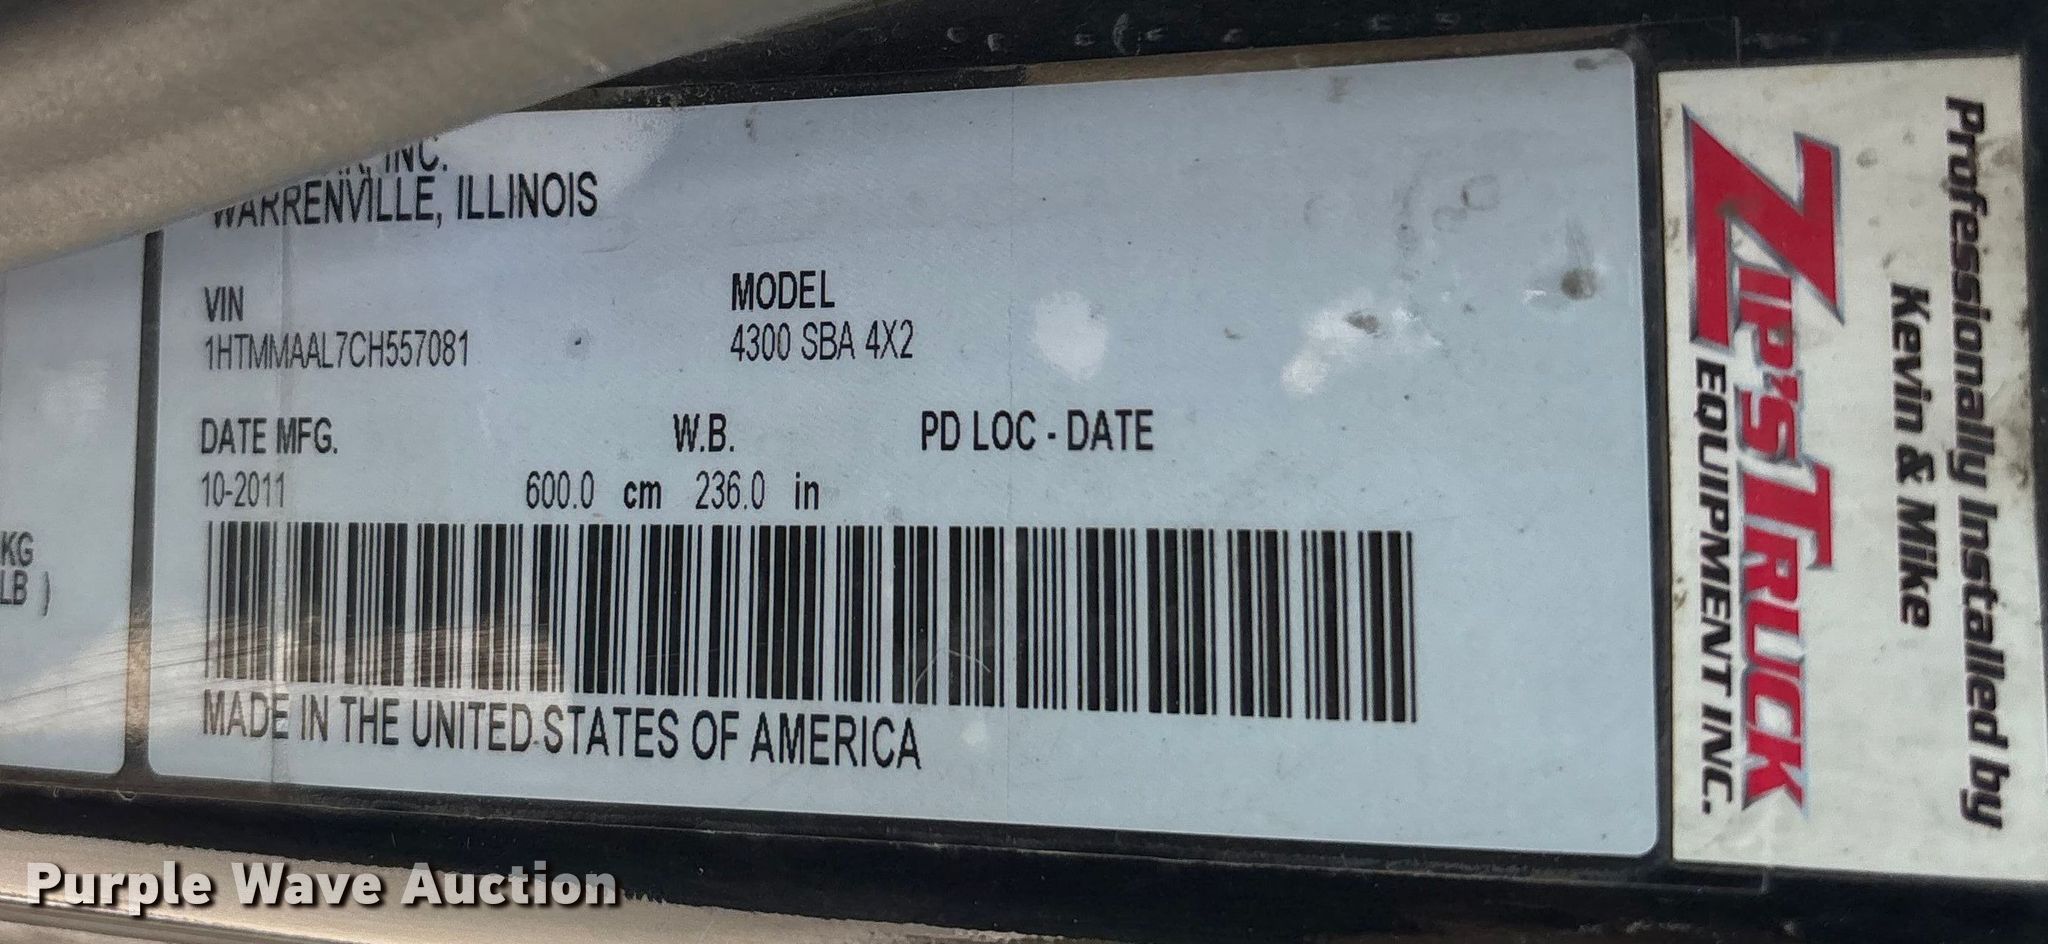 INC.
WARRENVILLE, ILLINOIS
VIN
1HTMMAAL7CH557081
MODEL
4300 SBA 4X2
DATE MFG.
W.B.
PD LOC - DATE
10-2011
600.0 cm 236.0 in
MADE IN THE UNITED STATES OF AMERICA
KG
LB )
Professionally Installed by
Kevin & Mike
ZIP'S TRUCK
EQUIPMENT INC.
Purple Wave Auction